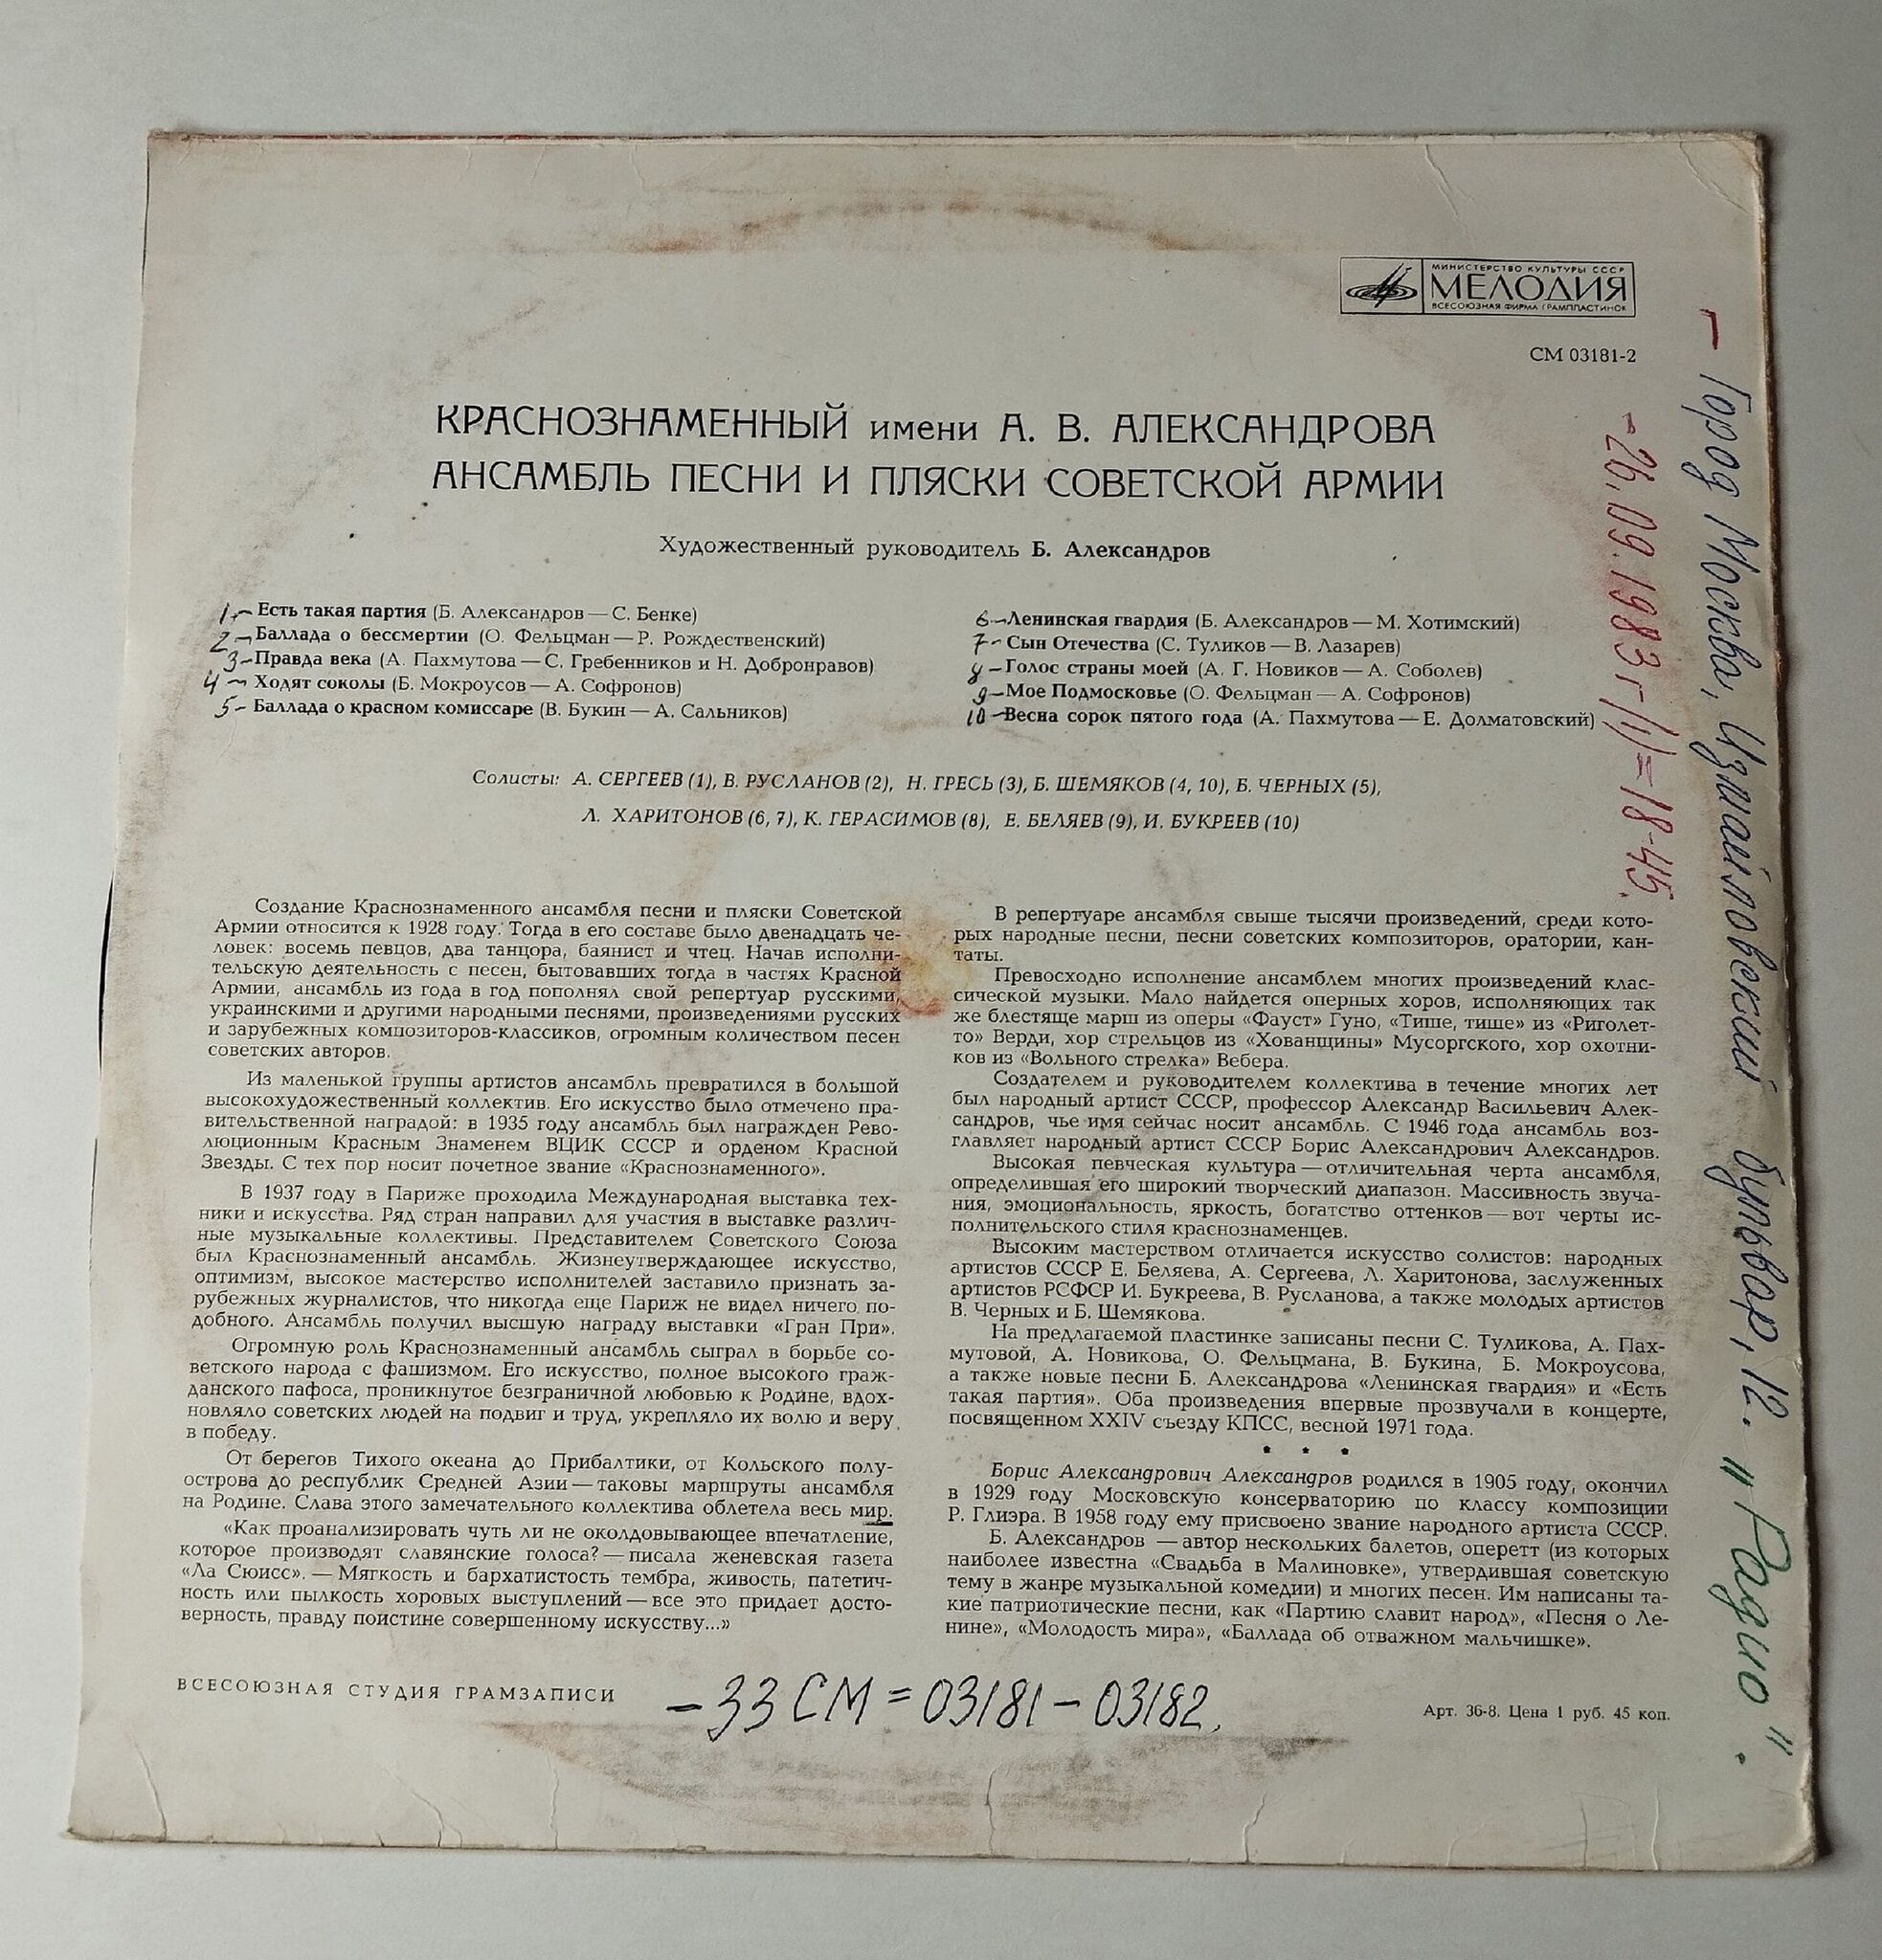 МИНИСТЕРСТВО КУЛЬТУРЫ СССР
МЕЛОДИЯ
ВСЕСОЮЗНАЯ ФИРМА ГРАМПЛАСТИНОК
СМ 03181-2
КРАСНОЗНАМЕННЫЙ имени А. В. АЛЕКСАНДРОВА
АНСАМБЛЬ ПЕСНИ И ПЛЯСКИ СОВЕТСКОЙ АРМИИ
Художественный руководитель Б. Александров
1 – Есть такая партия (Б. Александров — С. Бенке)
2 – Баллада о бессмертии (О. Фельцман — Р. Рождественский)
3 – Правда века (А. Пахмутова — С. Гребенников и Н. Добронравов)
4 – Ходят соколы (Б. Мокроусов — А. Софронов)
5 – Баллада о красном комиссаре (В. Букин — А. Сальников)
6 – Ленинская гвардия (Б. Александров — М. Хотимский)
7 – Сын Отечества (С. Туликов — В. Лазарев)
8 – Голос страны моей (А. Г. Новиков — А. Соболев)
9 – Мое Подмосковье (О. Фельцман — А. Софронов)
10 – Весна сорок пятого года (А. Пахмутова — Е. Долматовский)
Солисты: А. СЕРГЕЕВ (1), В. РУСЛАНОВ (2), Н. ГРЕСЬ (3), Б. ШЕМЯКОВ (4, 10), Б. ЧЕРНЫХ (5),
Л. ХАРИТОНОВ (6, 7), К. ГЕРАСИМОВ (8), Е. БЕЛЯЕВ (9), И. БУКРЕЕВ (10)
Создание Краснознаменного ансамбля песни и пляски Советской
Армии относится к 1928 году. Тогда в его составе было двенадцать че-
ловек: восемь певцов, два танцора, баянист и чтец. Начав исполни-
тельскую деятельность с песен, бытовавших тогда в частях Красной
Армии, ансамбль из года в год пополнял свой репертуар русскими,
украинскими и другими народными песнями, произведениями русских
и зарубежных композиторов-классиков, огромным количеством песен
советских авторов.
Из маленькой группы артистов ансамбль превратился в большой
высокохудожественный коллектив. Его искусство было отмечено пра-
вительственной наградой: в 1935 году ансамбль был награжден Рево-
люционным Красным Знаменем ВЦИК СССР и орденом Красной
Звезды. С тех пор носит почетное звание «Краснознаменного».
В 1937 году в Париже проходила Международная выставка тех-
ники и искусства. Ряд стран направил для участия в выставке различ-
ные музыкальные коллективы. Представителем Советского Союза
был Краснознаменный ансамбль. Жизнеутверждающее искусство,
оптимизм, высокое мастерство исполнителей заставило признать за-
рубежных журналистов, что никогда еще Париж не видел ничего по-
добного. Ансамбль получил высшую награду выставки «Гран При».
Огромную роль Краснознаменный ансамбль сыграл в борьбе со-
ветского народа с фашизмом. Его искусство, полное высокого граж-
данского пафоса, проникнутое безграничной любовью к Родине, вдох-
новляло советских людей на подвиг и труд, укрепляло их волю и веру
в победу.
От берегов Тихого океана до Прибалтики, от Кольского полу-
острова до республик Средней Азии — таковы маршруты ансамбля
на Родине. Слава этого замечательного коллектива облетела весь мир.
«Как проанализировать чуть ли не околдовывающее впечатление,
которое производят славянские голоса? — писала женевская газета
«Ла Сюисс». — Мягкость и бархатистость тембра, живость, патетич-
ность или пылкость хоровых выступлений — все это придает досто-
верность, правду поистине совершенному искусству...»
В репертуаре ансамбля свыше тысячи произведений, среди кото-
рых народные песни, песни советских композиторов, оратории, кан-
таты.
Превосходно исполнение ансамблем многих произведений клас-
сической музыки. Мало найдется оперных хоров, исполняющих так
же блестяще марш из оперы «Фауст» Гуно, «Тише, тише» из «Риголет-
то» Верди, хор стрельцов из «Хованщины» Мусоргского, хор охотни-
ков из «Вольного стрелка» Вебера.
Создателем и руководителем коллектива в течение многих лет
был народный артист СССР, профессор Александр Васильевич Алек-
сандров, чье имя сейчас носит ансамбль. С 1946 года ансамбль воз-
главляет народный артист СССР Борис Александрович Александров.
Высокая певческая культура — отличительная черта ансамбля,
определившая его широкий творческий диапазон. Массивность звуча-
ния, эмоциональность, яркость, богатство оттенков — вот черты ис-
полнительского стиля краснознаменцев.
Высоким мастерством отличается искусство солистов: народных
артистов СССР Е. Беляева, А. Сергеева, Л. Харитонова, заслуженных
артистов РСФСР И. Букреева, В. Русланова, а также молодых артистов
В. Черных и Б. Шемякова.
На предлагаемой пластинке записаны песни С. Туликова, А. Пах-
мутовой, А. Новикова, О. Фельцмана, В. Букина, Б. Мокроусова,
а также новые песни Б. Александрова «Ленинская гвардия» и «Есть
такая партия». Оба произведения впервые прозвучали в концерте,
посвященном XXIV съезду КПСС, весной 1971 года.
• • •
Борис Александрович Александров родился в 1905 году, окончил
в 1929 году Московскую консерваторию по классу композиции
Р. Глиэра. В 1958 году ему присвоено звание народного артиста СССР.
Б. Александров — автор нескольких балетов, оперетт (из которых
наиболее известна «Свадьба в Малиновке», утвердившая советскую
тему в жанре музыкальной комедии) и многих песен. Им написаны та-
кие патриотические песни, как «Партию славит народ», «Песня о Ле-
нине», «Молодость мира», «Баллада об отважном мальчишке».
ВСЕСОЮЗНАЯ СТУДИЯ ГРАМЗАПИСИ
– 33 СМ = 03181 – 03182.
Арт. 36-8. Цена 1 руб. 45 коп.
– Город Москва, Измайловский бульвар, 12. "Радио".
– 26.09.1983 г/1)=18-45.